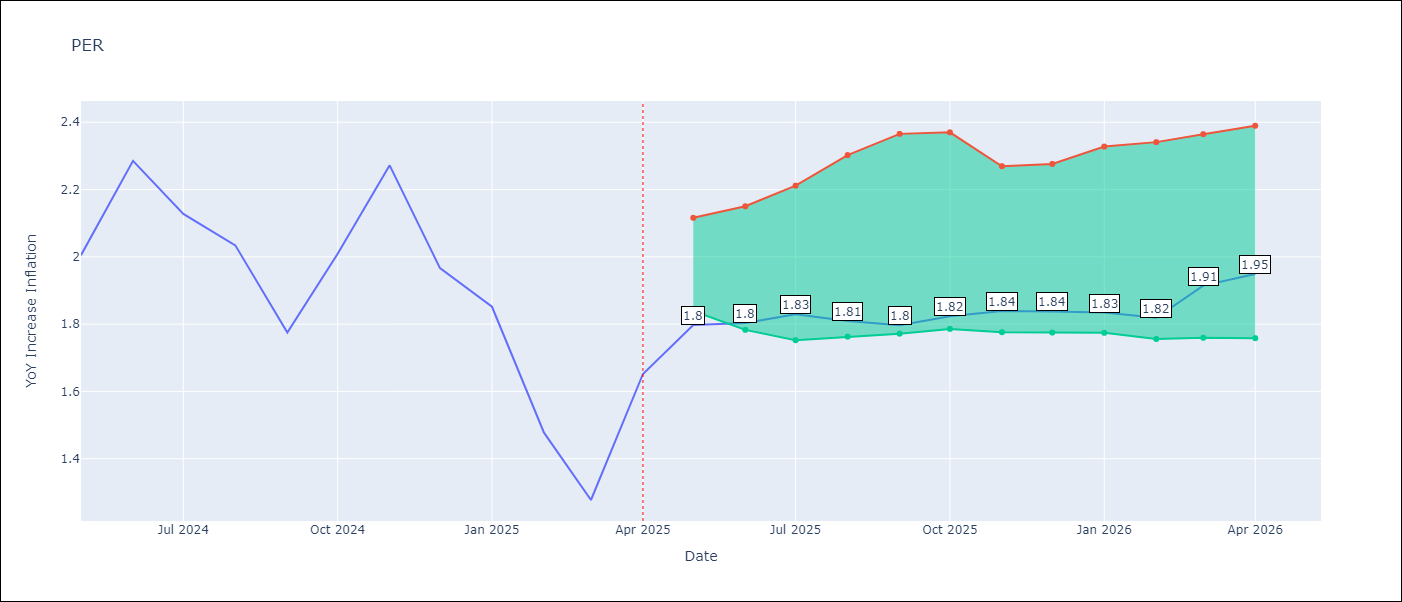 PER
2.4
2.2
2
1.8
1.6
1.4
YoY Increase Inflation
1.8
1.8
1.83
1.81
1.8
1.82
1.84
1.84
1.83
1.82
1.91
1.95
Jul 2024
Oct 2024
Jan 2025
Apr 2025
Jul 2025
Oct 2025
Jan 2026
Apr 2026
Date